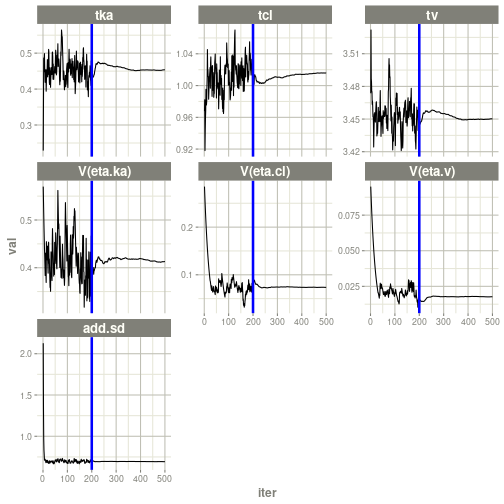 tka tcl tv
0.5 1.04 3.51
0.4 1.00 3.48
0.3 0.96 3.45
0.92 3.42
V(eta.ka) V(eta.cl) V(eta.v)
0.5 0.2 0.075
0.4 0.1 0.050
0.025
0 100 200 300 400 500 0 100 200 300 400 500
add.sd
2.0
1.5
1.0
0 100 200 300 400 500
val
iter